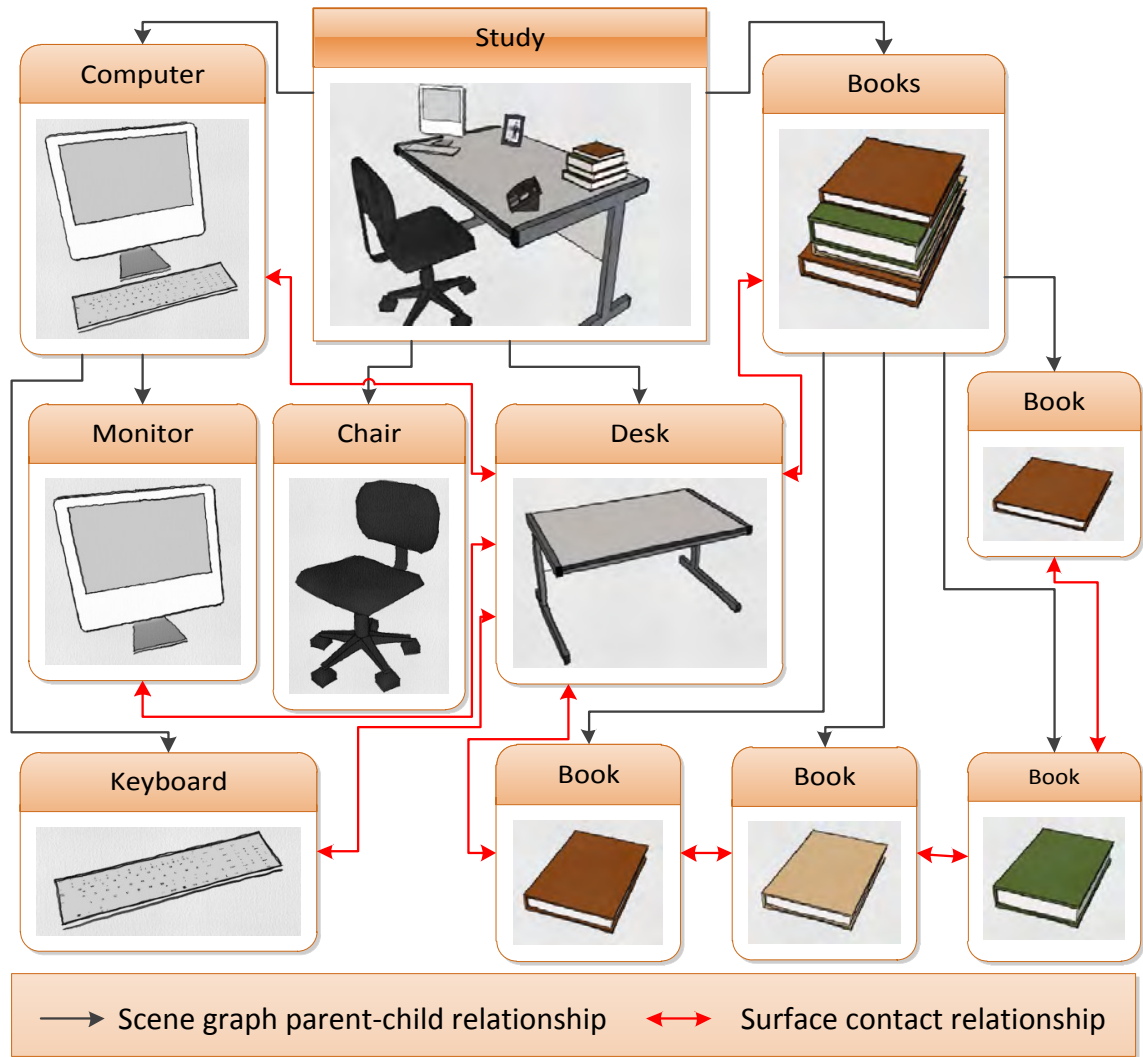 Study
Computer
Books
Monitor
Chair
Desk
Book
Keyboard
Book
Book
Book
Scene graph parent-child relationship
Surface contact relationship